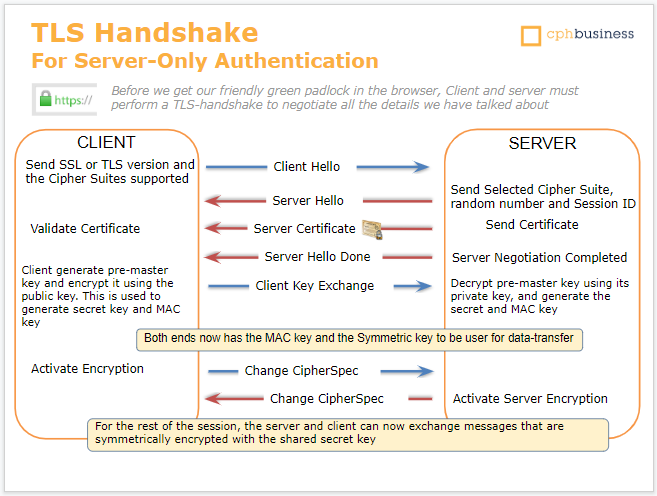 TLS Handshake
For Server-Only Authentication
cphbusiness
https://
Before we get our friendly green padlock in the browser, Client and server must
perform a TLS-handshake to negotiate all the details we have talked about
CLIENT
SERVER
Send SSL or TLS version and
the Cipher Suites supported
Client Hello
Server Hello
Send Selected Cipher Suite,
random number and Session ID
Validate Certificate
Server Certificate
Send Certificate
Server Hello Done
Server Negotiation Completed
Client generate pre-master
key and encrypt it using the
public key. This is used to
generate secret key and MAC
key
Client Key Exchange
Decrypt pre-master key using its
private key, and generate the
secret and MAC key
Both ends now has the MAC key and the Symmetric key to be user for data-transfer
Activate Encryption
Change CipherSpec
Change CipherSpec
Activate Server Encryption
For the rest of the session, the server and client can now exchange messages that are
symmetrically encrypted with the shared secret key